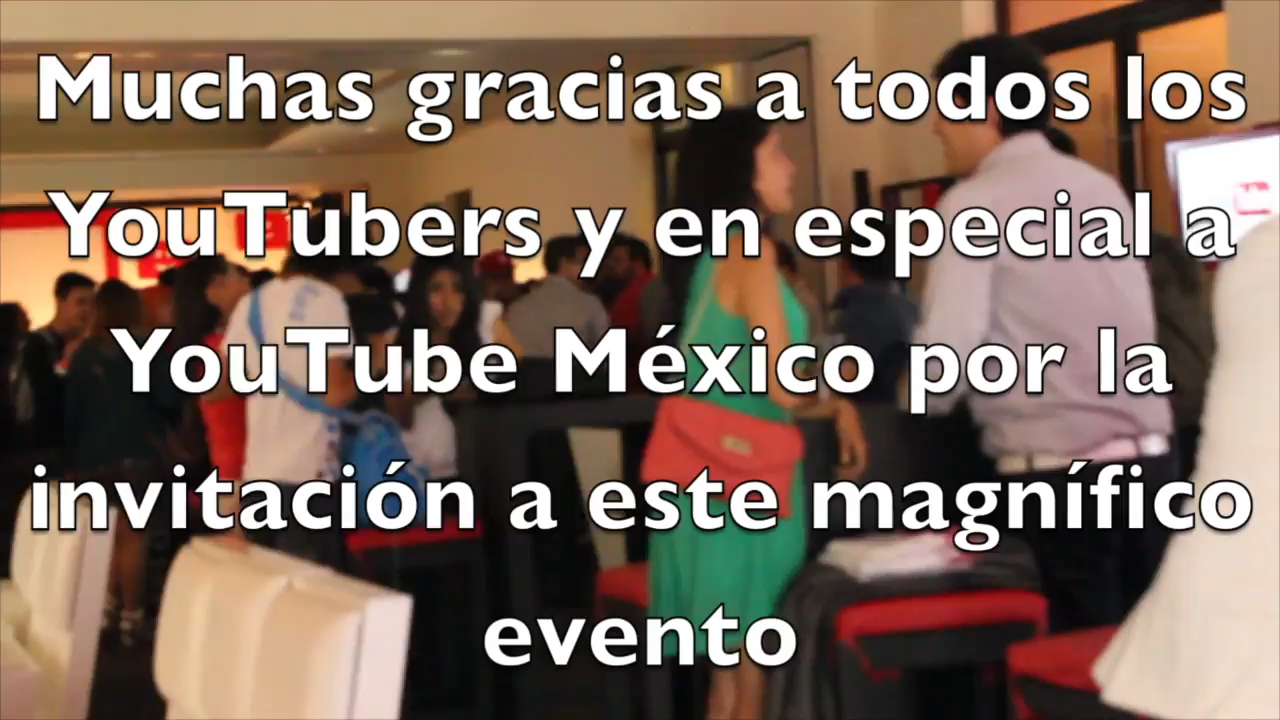 Muchas gracias a todos los
YouTubers y en especial a
YouTube México por la
invitación a este magnífico
evento